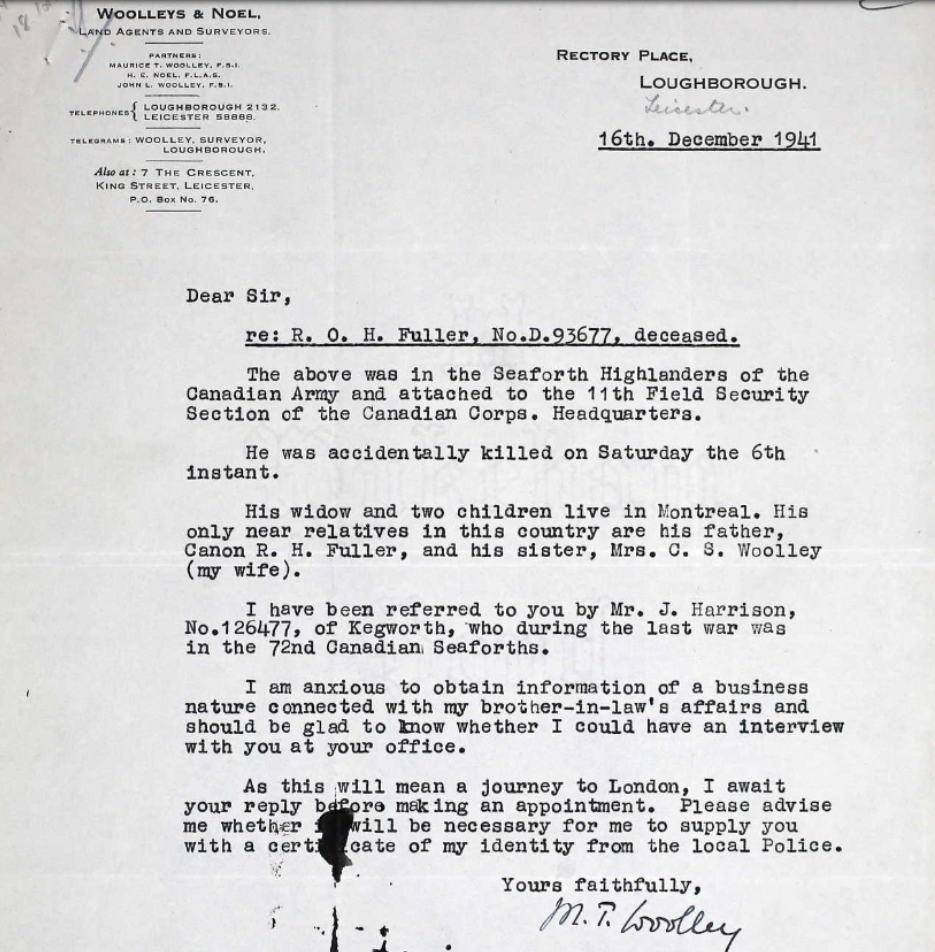 WOOLLEYS & NOEL,
LAND AGENTS AND SURVEYORS.
PARTNERS:
MAURICE T. WOOLLEY, F.S.I.
H. E. NOEL, F.L.A.S.
JOHN L. WOOLLEY, F.S.I.
TELEPHONES { LOUGHBOROUGH 2132.
LEICESTER 58888.
TELEGRAMS: WOOLLEY, SURVEYOR,
LOUGHBOROUGH.
Also at: 7 THE CRESCENT,
KING STREET, LEICESTER,
P.O. BOX NO. 76.
RECTORY PLACE,
LOUGHBOROUGH.
Leicester.
16th. December 1941
Dear Sir,
re: R. O. H. Fuller, No.D.93677, deceased.
The above was in the Seaforth Highlanders of the
Canadian Army and attached to the 11th Field Security
Section of the Canadian Corps. Headquarters.
He was accidentally killed on Saturday the 6th
instant.
His widow and two children live in Montreal. His
only near relatives in this country are his father,
Canon R. H. Fuller, and his sister, Mrs. C. S. Woolley
(my wife).
I have been referred to you by Mr. J. Harrison,
No.126477, of Kegworth, who during the last war was
in the 72nd Canadian Seaforths.
I am anxious to obtain information of a business
nature connected with my brother-in-law's affairs and
should be glad to know whether I could have an interview
with you at your office.
As this will mean a journey to London, I await
your reply before making an appointment. Please advise
me whether will be necessary for me to supply you
with a certificate of my identity from the local Police.
Yours faithfully,
M. T. Woolley